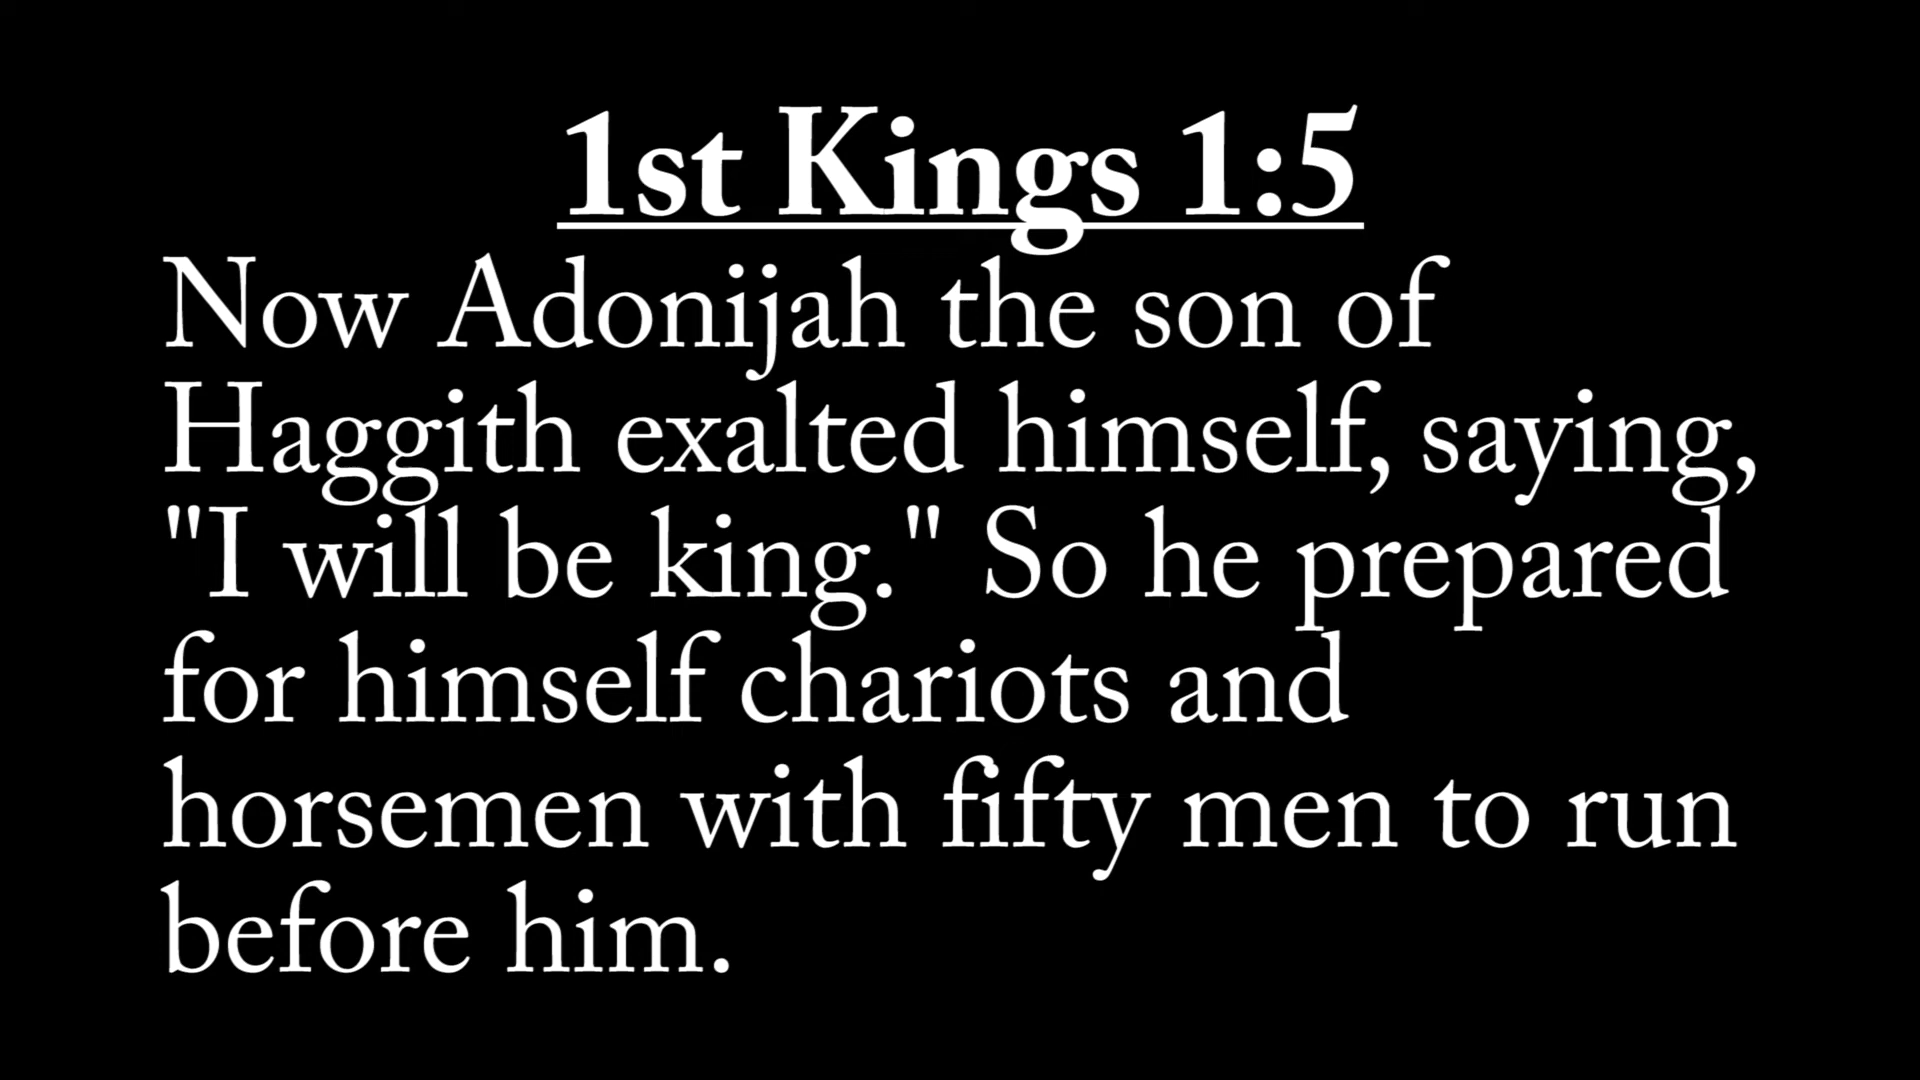 1st Kings 1:5
Now Adonijah the son of
Haggith exalted himself, saying,
"I will be king." So he prepared
for himself chariots and
horsemen with fifty men to run
before him.